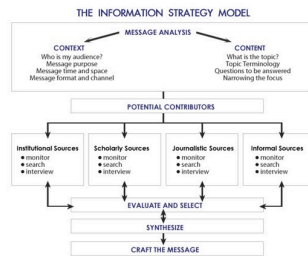 THE INFORMATION STRATEGY MODEL
MESSAGE ANALYSIS
CONTEXT
Who is my audience?
Message purpose
Message time and space
Message format and channel
CONTENT
What is the topic?
Topic Terminology
Questions to be answered
Narrowing the focus
POTENTIAL CONTRIBUTORS
Institutional Sources
• monitor
• search
• interview
Scholarly Sources
• monitor
• search
• interview
Journalistic Sources
• monitor
• search
• interview
Informal Sources
• monitor
• search
• interview
EVALUATE AND SELECT
SYNTHESIZE
CRAFT THE MESSAGE